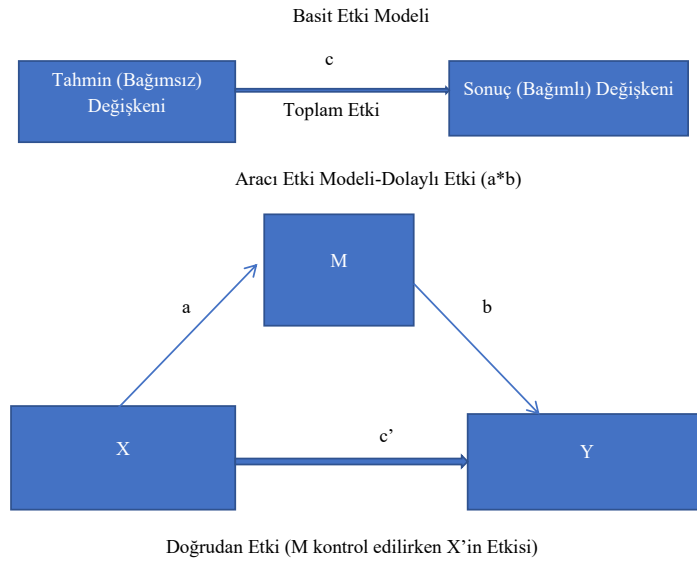 Basit Etki Modeli
c
Tahmin (Bağımsız)
Değişkeni
Sonuç (Bağımlı) Değişkeni
Toplam Etki
Aracı Etki Modeli-Dolaylı Etki (a*b)
M
a
b
X
c’
Y
Doğrudan Etki (M kontrol edilirken X’in Etkisi)